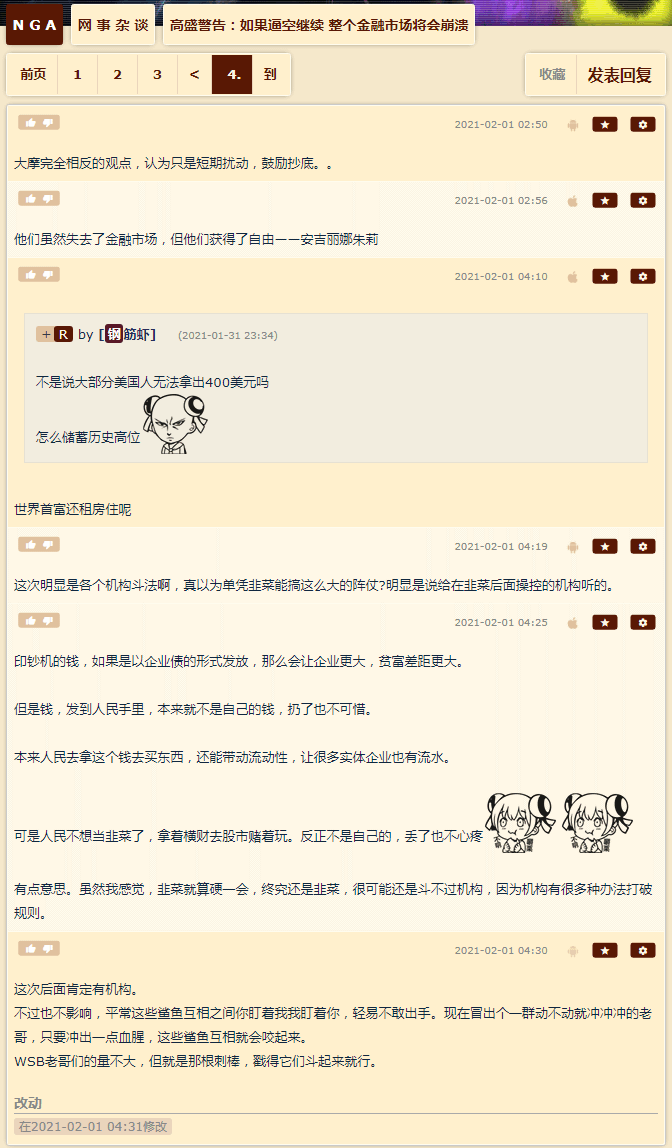 NGA 网事杂谈 高盛警告：如果逼空继续 整个金融市场将会崩溃
前页 1 2 3 < 4. 到 收藏 发表回复
2021-02-01 02:50
大摩完全相反的观点，认为只是短期扰动，鼓励抄底。。
2021-02-01 02:56
他们虽然失去了金融市场，但他们获得了自由——安吉丽娜朱莉
2021-02-01 04:10
+ R by [钢筋虾] (2021-01-31 23:34)
不是说大部分美国人无法拿出400美元吗
怎么储蓄历史高位
世界首富还租房住呢
2021-02-01 04:19
这次明显是各个机构斗法啊，真以为单凭韭菜能搞这么大的阵仗?明显是说给在韭菜后面操控的机构听的。
2021-02-01 04:25
印钞机的钱，如果是以企业债的形式发放，那么会让企业更大，贫富差距更大。
但是钱，发到人民手里，本来就不是自己的钱，扔了也不可惜。
本来人民去拿这个钱去买东西，还能带动流动性，让很多实体企业也有流水。
可是人民不想当韭菜了，拿着横财去股市赌着玩。反正不是自己的，丢了也不心疼
有点意思。虽然我感觉，韭菜就算硬一会，终究还是韭菜，很可能还是斗不过机构，因为机构有很多种办法打破
规则。
2021-02-01 04:30
这次后面肯定有机构。
不过也不影响，平常这些鲨鱼互相之间你盯着我我盯着你，轻易不敢出手。现在冒出个一群动不动就冲冲冲的老
哥，只要冲出一点血腥，这些鲨鱼互相就会咬起来。
WSB老哥们的量不大，但就是那根刺棒，戳得它们斗起来就行。
改动
在2021-02-01 04:31修改